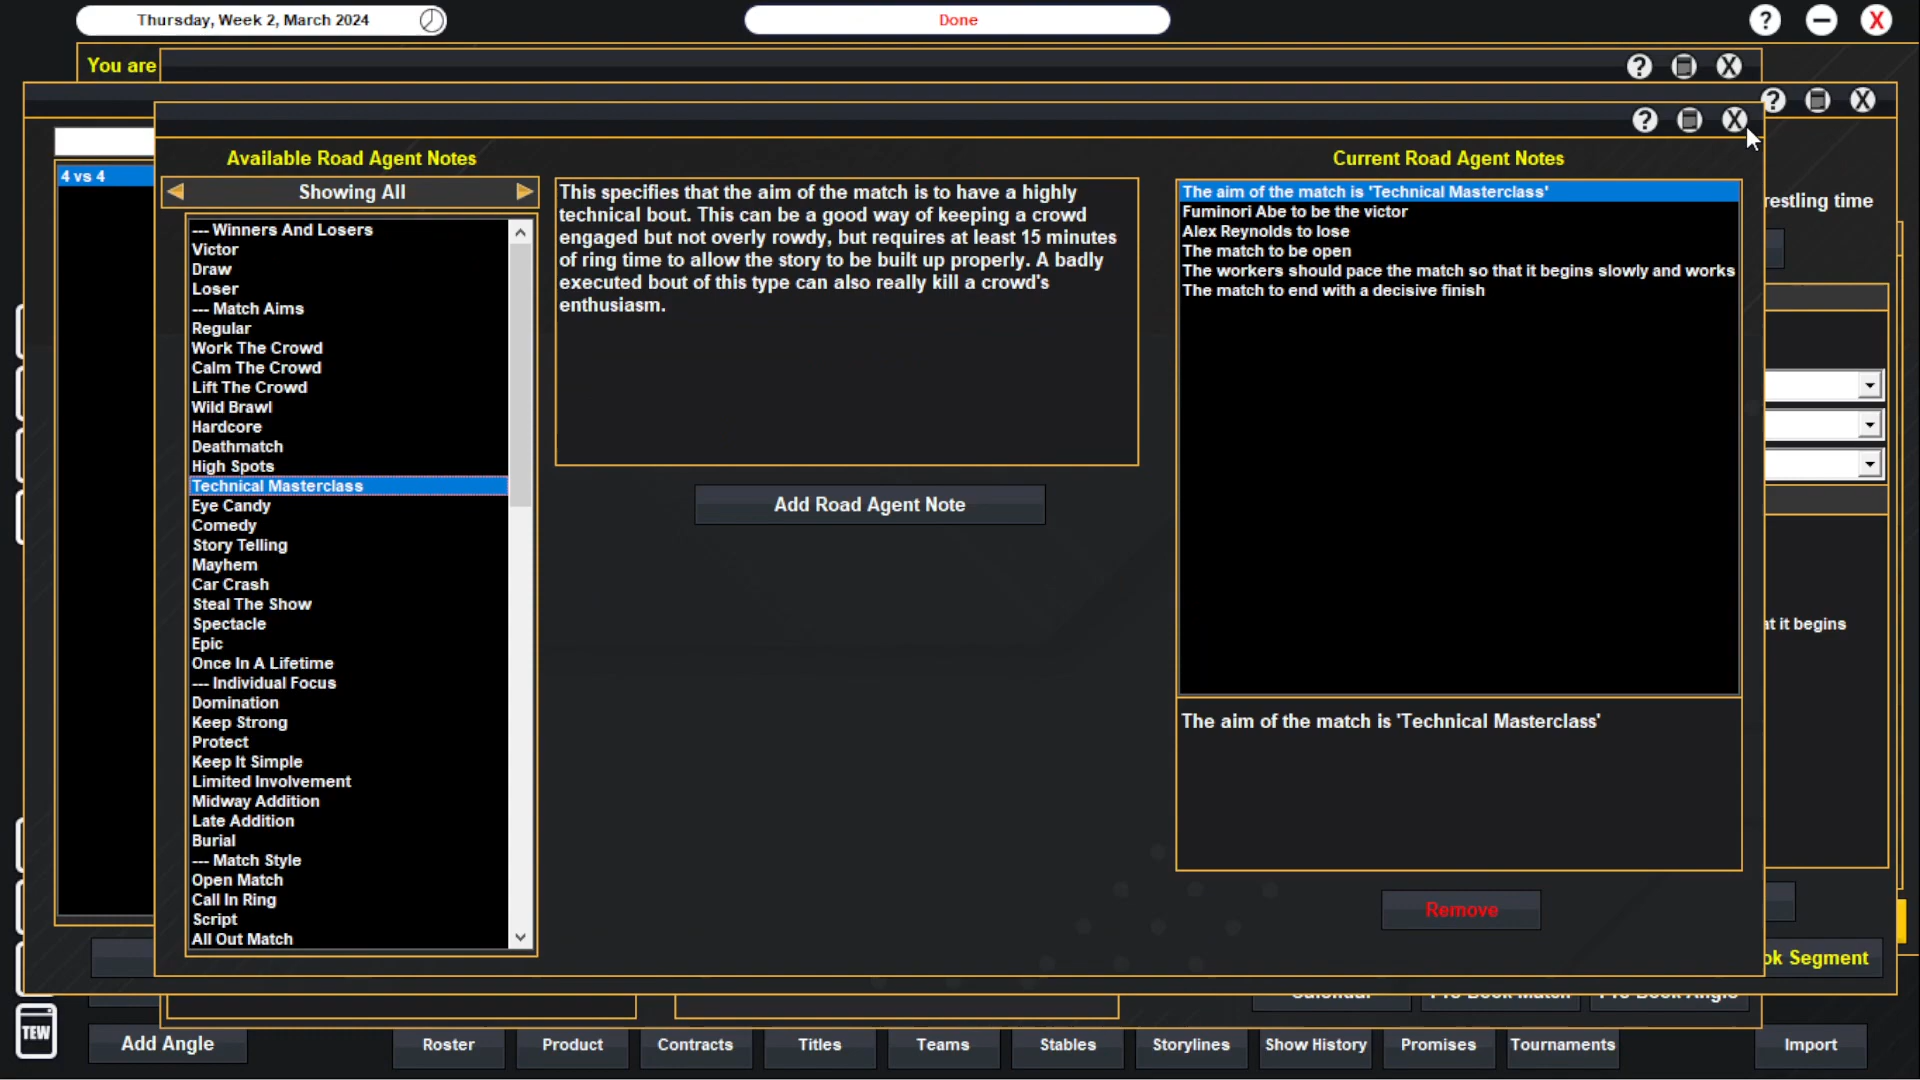 Thursday, Week 2, March 2024
Done
?
X
You are
? X
? X
? X
4 vs 4
Available Road Agent Notes
Showing All
--- Winners And Losers
Victor
Draw
Loser
--- Match Aims
Regular
Work The Crowd
Calm The Crowd
Lift The Crowd
Wild Brawl
Hardcore
Deathmatch
High Spots
Technical Masterclass
Eye Candy
Comedy
Story Telling
Mayhem
Car Crash
Steal The Show
Spectacle
Epic
Once In A Lifetime
--- Individual Focus
Domination
Keep Strong
Protect
Keep It Simple
Limited Involvement
Midway Addition
Late Addition
Burial
--- Match Style
Open Match
Call In Ring
Script
All Out Match
This specifies that the aim of the match is to have a highly
technical bout. This can be a good way of keeping a crowd
engaged but not overly rowdy, but requires at least 15 minutes
of ring time to allow the story to be built up properly. A badly
executed bout of this type can also really kill a crowd's
enthusiasm.
Add Road Agent Note
Current Road Agent Notes
The aim of the match is 'Technical Masterclass'
Fuminori Abe to be the victor
Alex Reynolds to lose
The match to be open
The workers should pace the match so that it begins slowly and works
The match to end with a decisive finish
The aim of the match is 'Technical Masterclass'
Remove
restling time
at it begins
ok Segment
Calendar
Pre-Book Match
Pre-Book Angle
TEW
Add Angle
Roster
Product
Contracts
Titles
Teams
Stables
Storylines
Show History
Promises
Tournaments
Import